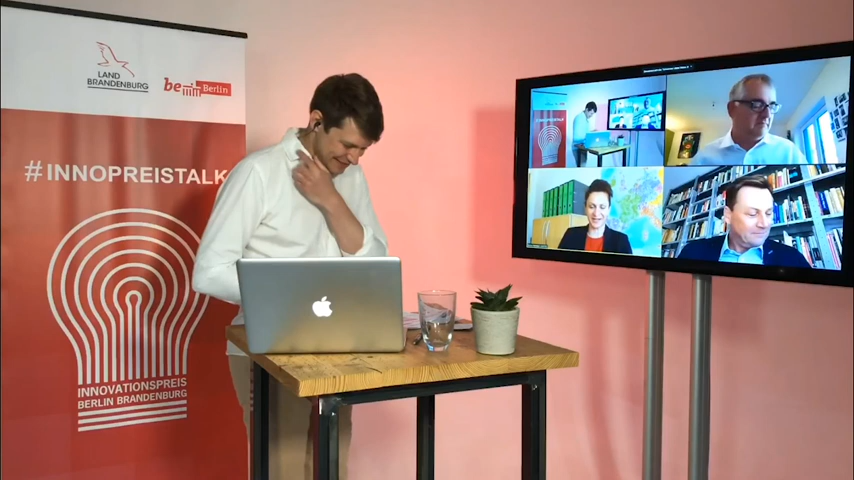 LAND
BRANDENBURG
be Berlin
#INNOPREISTALK
INNOVATIONSPREIS
BERLIN BRANDENBURG